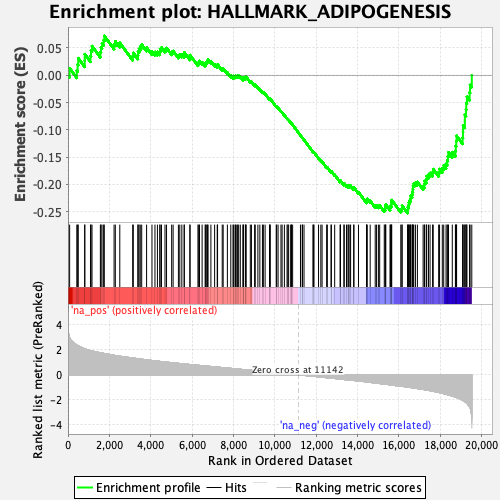 Enrichment plot: HALLMARK_ADIPOGENESIS
Enrichment score (ES)
0.05
0.00
-0.05
-0.10
-0.15
-0.20
-0.25
'na_pos' (positively correlated)
Ranked list metric (PreRanked)
4
2
0
-2
-4
Zero cross at 11142
'na_neg' (negatively correlated)
0
2,000
4,000
6,000
8,000
10,000
12,000
14,000
16,000
18,000
20,000
Rank in Ordered Dataset
Enrichment profile
Hits
Ranking metric scores